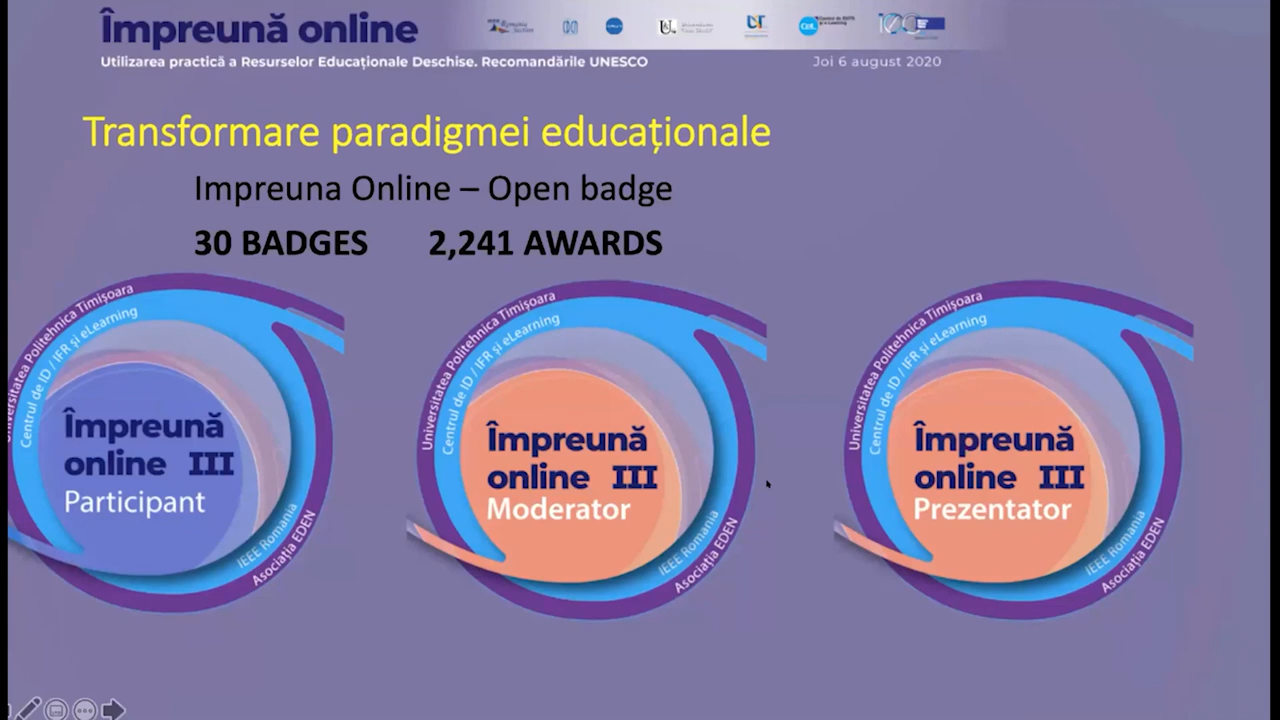 Împreună online
Utilizarea practică a Resurselor Educaționale Deschise. Recomandările UNESCO
Joi 6 august 2020
Transformare paradigmei educaționale
Impreuna Online – Open badge
30 BADGES 2,241 AWARDS
Universitatea Politehnica Timișoara
Centrul de ID / IFR și eLearning
Împreună
online III
Participant
IEEE Romania
Asociația EDEN
Universitatea Politehnica Timișoara
Centrul de ID / IFR și eLearning
Împreună
online III
Moderator
IEEE Romania
Asociația EDEN
Universitatea Politehnica Timișoara
Centrul de ID / IFR și eLearning
Împreună
online III
Prezentator
IEEE Romania
Asociația EDEN